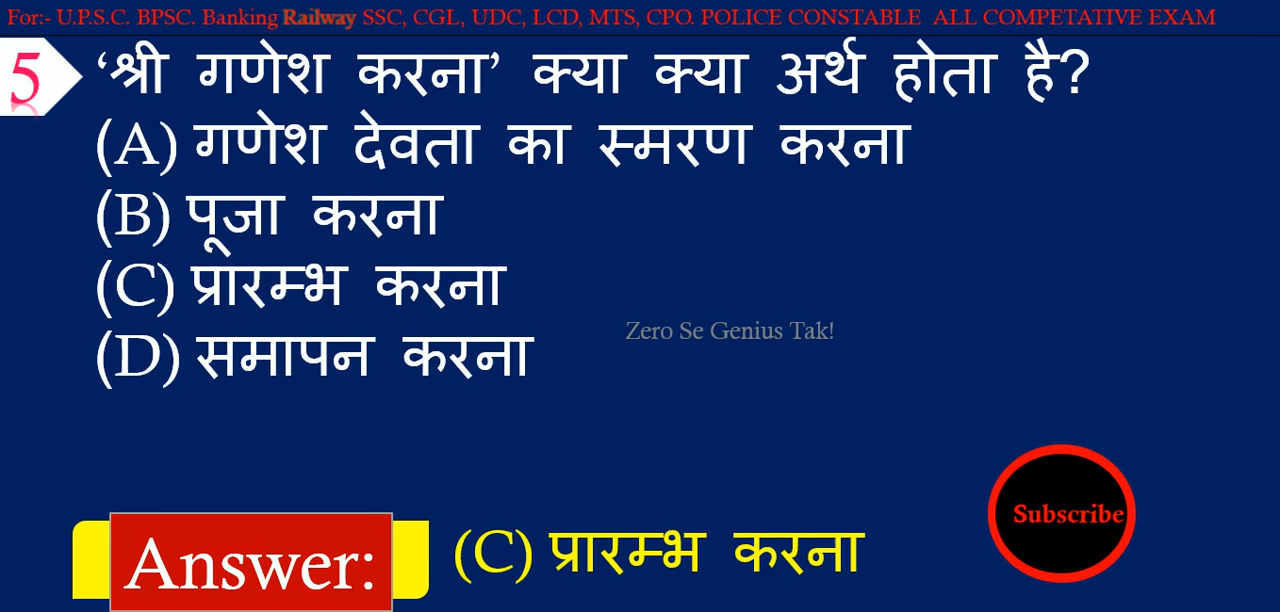 For:- U.P.S.C. BPSC. Banking Railway SSC, CGL, UDC, LCD, MTS, CPO. POLICE CONSTABLE ALL COMPETATIVE EXAM
5 ‘श्री गणेश करना’ क्या क्या अर्थ होता है?
(A) गणेश देवता का स्मरण करना
(B) पूजा करना
(C) प्रारम्भ करना
Zero Se Genius Tak!
(D) समापन करना
Subscribe
Answer: (C) प्रारम्भ करना